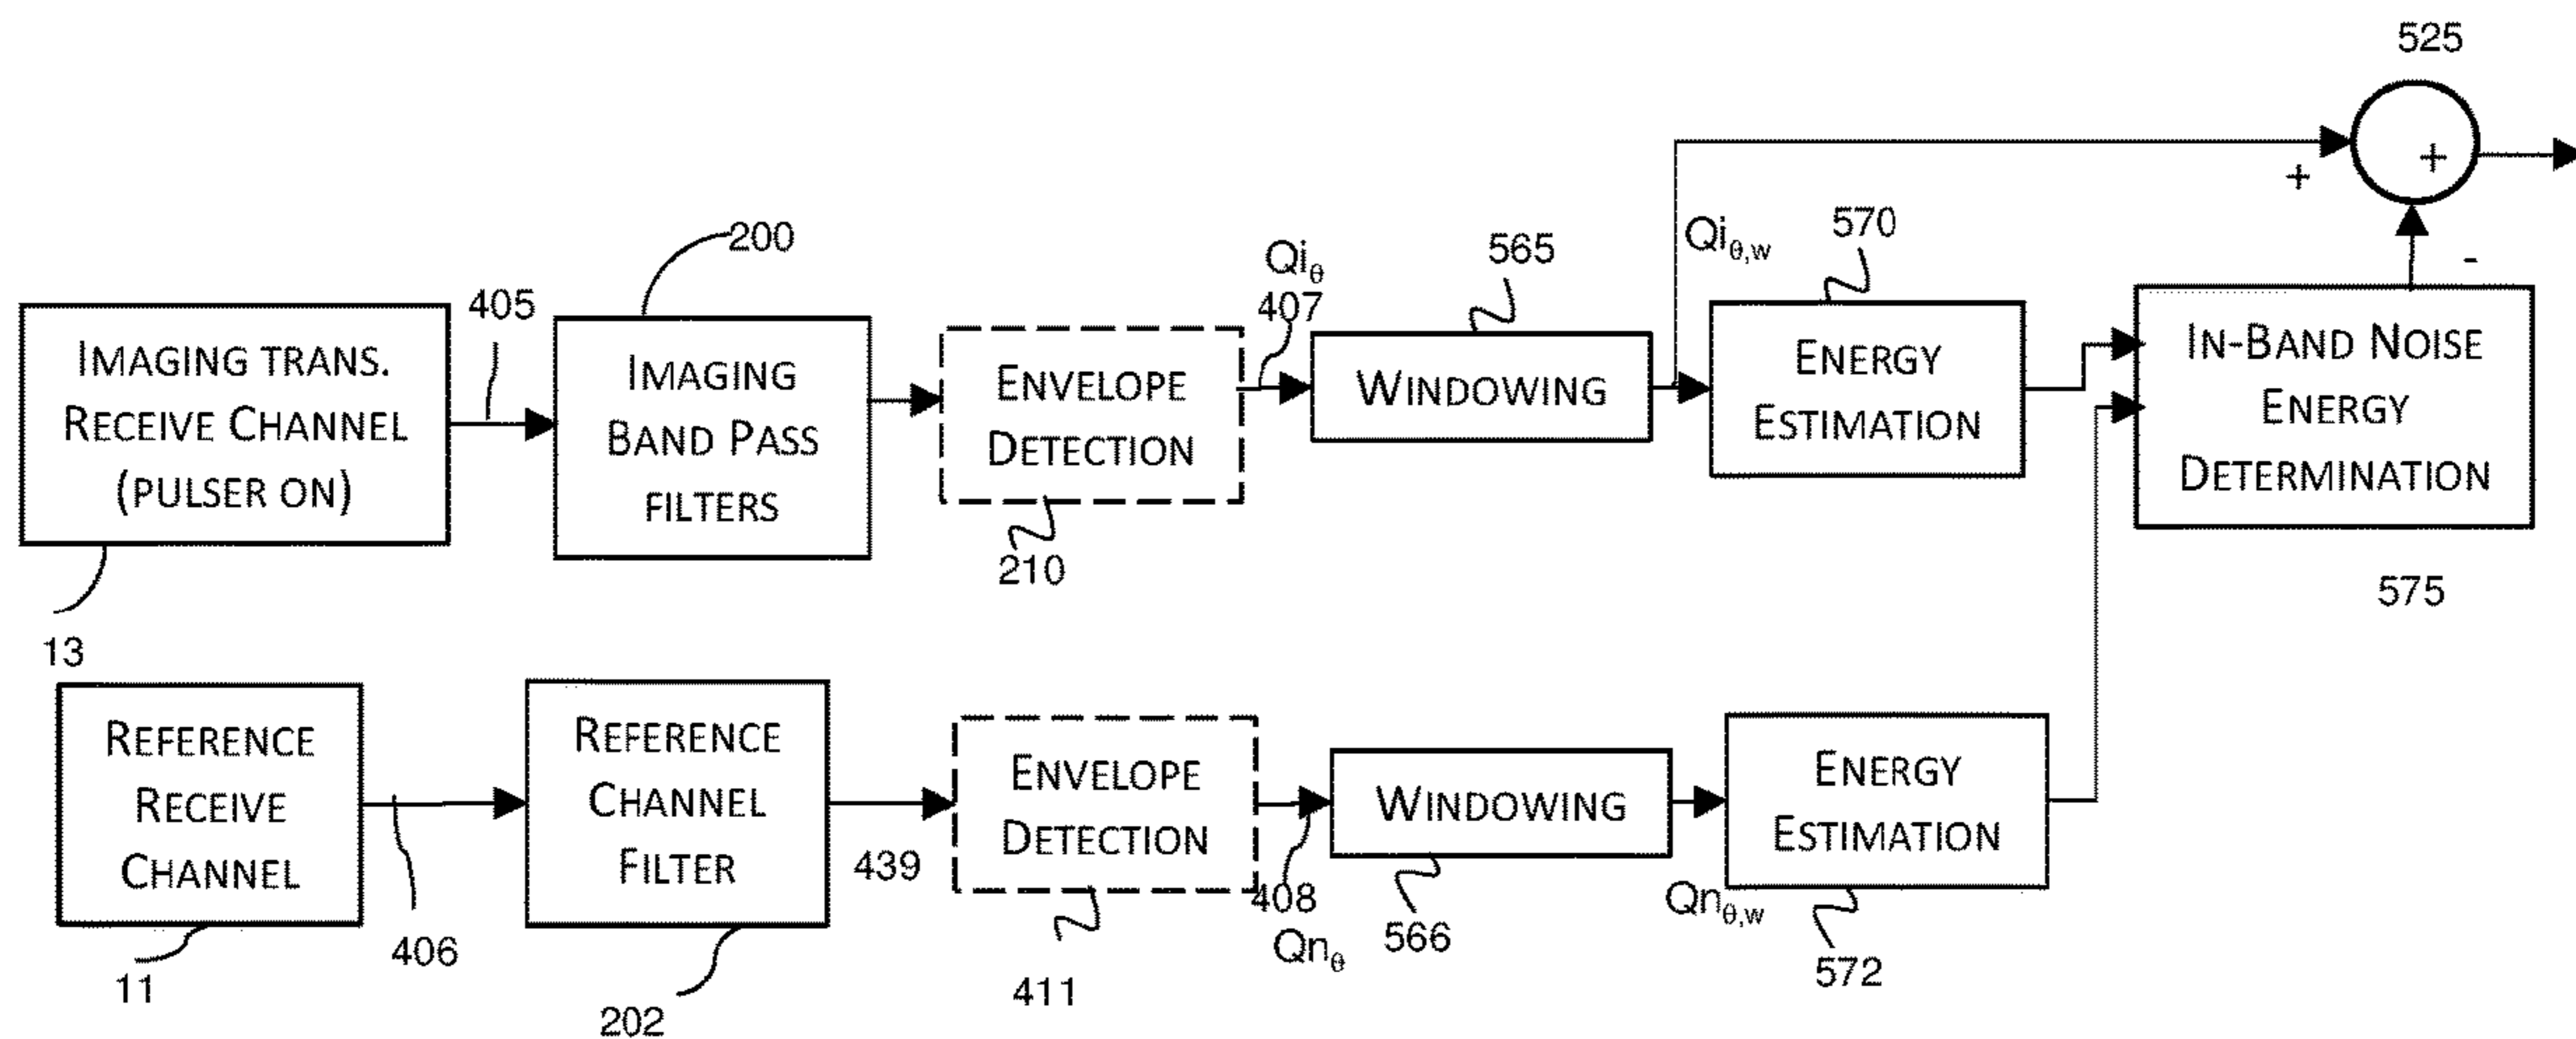 525
+
+
-
200
405
IMAGING TRANS.
RECEIVE CHANNEL
(PULSER ON)
13
IMAGING
BAND PASS
FILTERS
ENVELOPE
DETECTION
210
Qiθ
407
565
WINDOWING
Qiθ,w
570
ENERGY
ESTIMATION
IN-BAND NOISE
ENERGY
DETERMINATION
575
REFERENCE
RECEIVE
CHANNEL
11
406
REFERENCE
CHANNEL
FILTER
202
439
ENVELOPE
DETECTION
411
408
Qnθ
WINDOWING
566
Qnθ,w
ENERGY
ESTIMATION
572